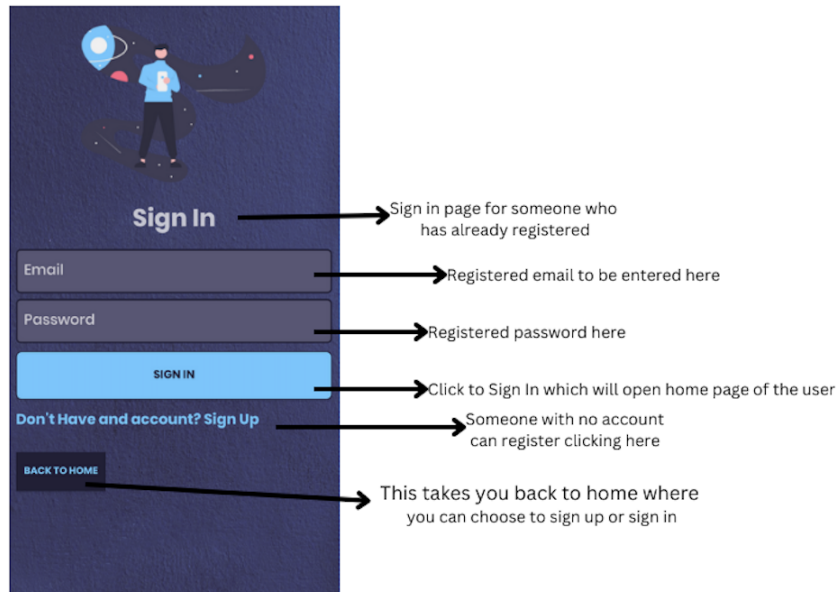 Sign In
Sign in page for someone who
has already registered
Email
Registered email to be entered here
Password
Registered password here
SIGN IN
Click to Sign In which will open home page of the user
Don't Have and account? Sign Up
Someone with no account
can register clicking here
BACK TO HOME
This takes you back to home where
you can choose to sign up or sign in